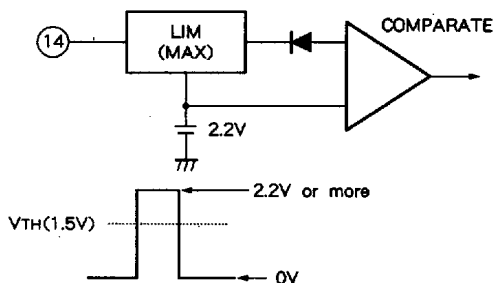 COMPARATE
14
LIM
(MAX)
2.2V
2.2V or more
VTH(1.5V)
0V